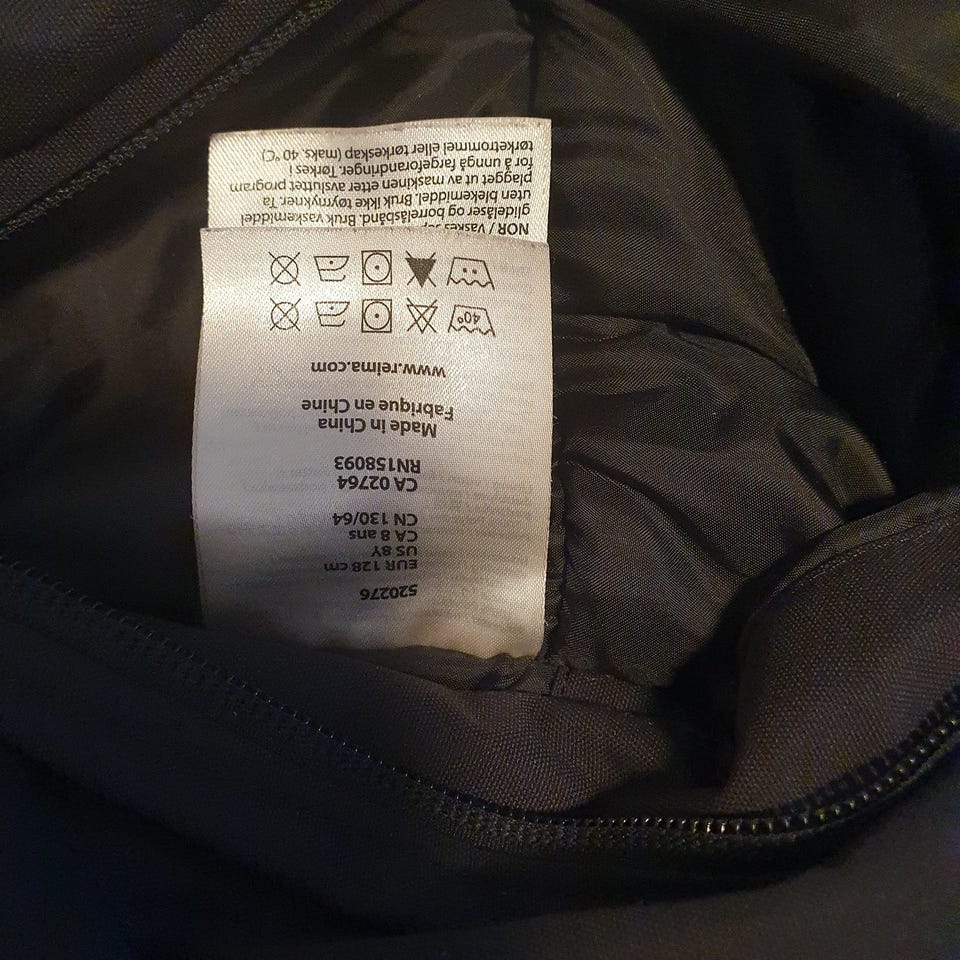 520276
EUR 128 cm
US 8Y
CA 8 ans
CN 130/64
CA 02764
RN158093
Made in China
Fabrique en Chine
www.reima.com
40°
NOR / Vaskes
glidelåser og borrelåsbånd. Bruk vaskemiddel
uten blekemiddel. Bruk ikke tøymykner. Ta
plagget ut av maskinen etter avsluttet program
for å unngå fargeforandringer. Tørkes i
tørketrommel eller tørkeskap (maks. 40 °C)